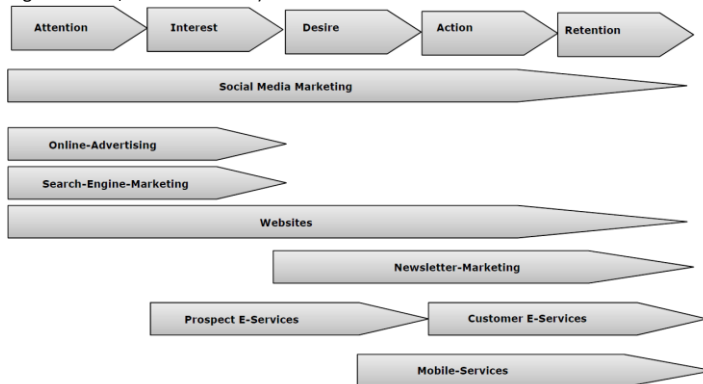 Attention
Interest
Desire
Action
Retention
Social Media Marketing
Online-Advertising
Search-Engine-Marketing
Websites
Newsletter-Marketing
Prospect E-Services
Customer E-Services
Mobile-Services